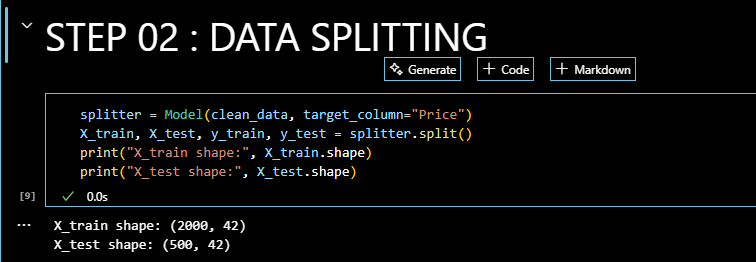 STEP 02 : DATA SPLITTING
Generate + Code + Markdown
splitter = Model(clean_data, target_column="Price")
X_train, X_test, y_train, y_test = splitter.split()
print("X_train shape:", X_train.shape)
print("X_test shape:", X_test.shape)
[9] ✓ 0.0s
... X_train shape: (2000, 42)
X_test shape: (500, 42)